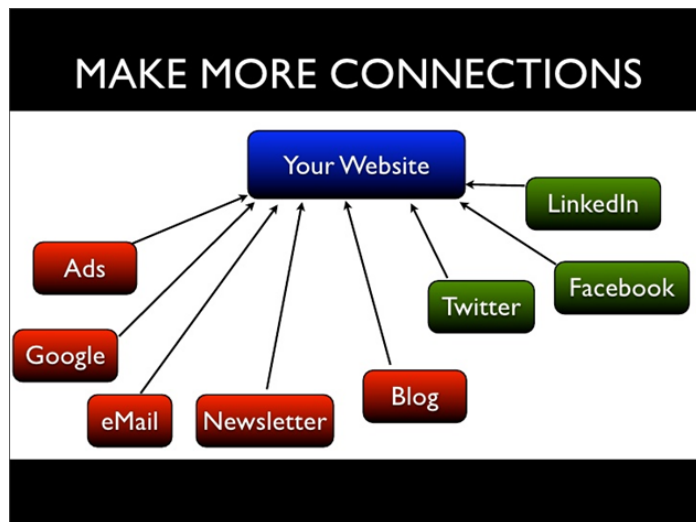 MAKE MORE CONNECTIONS
Your Website
LinkedIn
Ads
Facebook
Twitter
Google
Blog
eMail
Newsletter